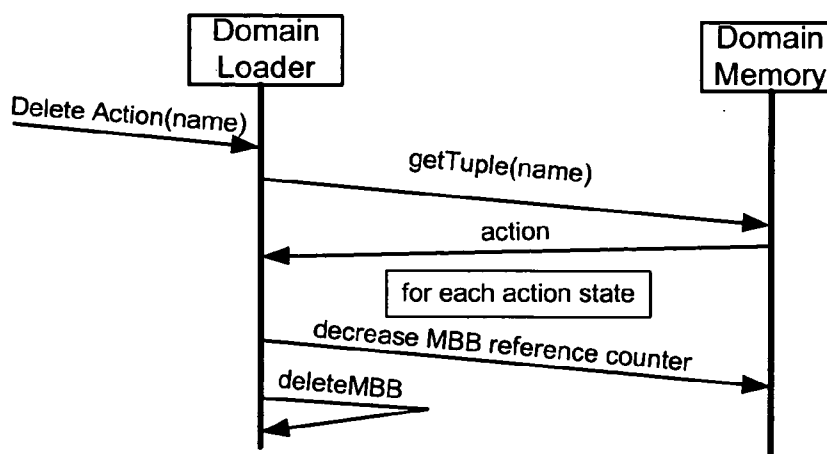 Domain
Loader
Domain
Memory
Delete Action(name)
getTuple(name)
action
for each action state
decrease MBB reference counter
deleteMBB